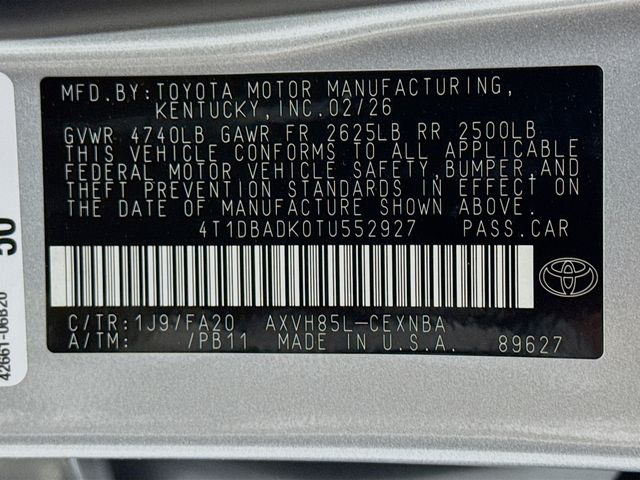 MFD.BY:TOYOTA MOTOR MANUFACTURING,
KENTUCKY,INC.02/26
GVWR 4740LB GAWR FR 2625LB RR 2500LB
THIS VEHICLE CONFORMS TO ALL APPLICABLE
FEDERAL MOTOR VEHICLE SAFETY,BUMPER,AND
THEFT PREVENTION STANDARDS IN EFFECT ON
THE DATE OF MANUFACTURE SHOWN ABOVE.
4T1DBADK0TU552927 PASS.CAR
C/TR:1J9/FA20 AXVH85L-CEXNBA
A/TM: /PB11 MADE IN U.S.A. 89627
42661-06B20